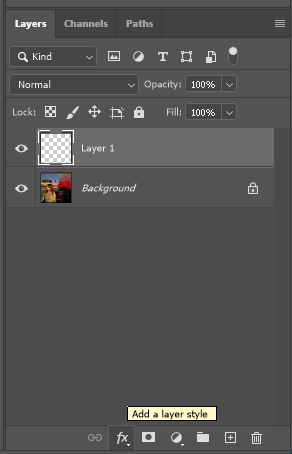 Layers Channels Paths
Kind
Normal Opacity: 100%
Lock: Fill: 100%
Layer 1
Background
Add a layer style
fx